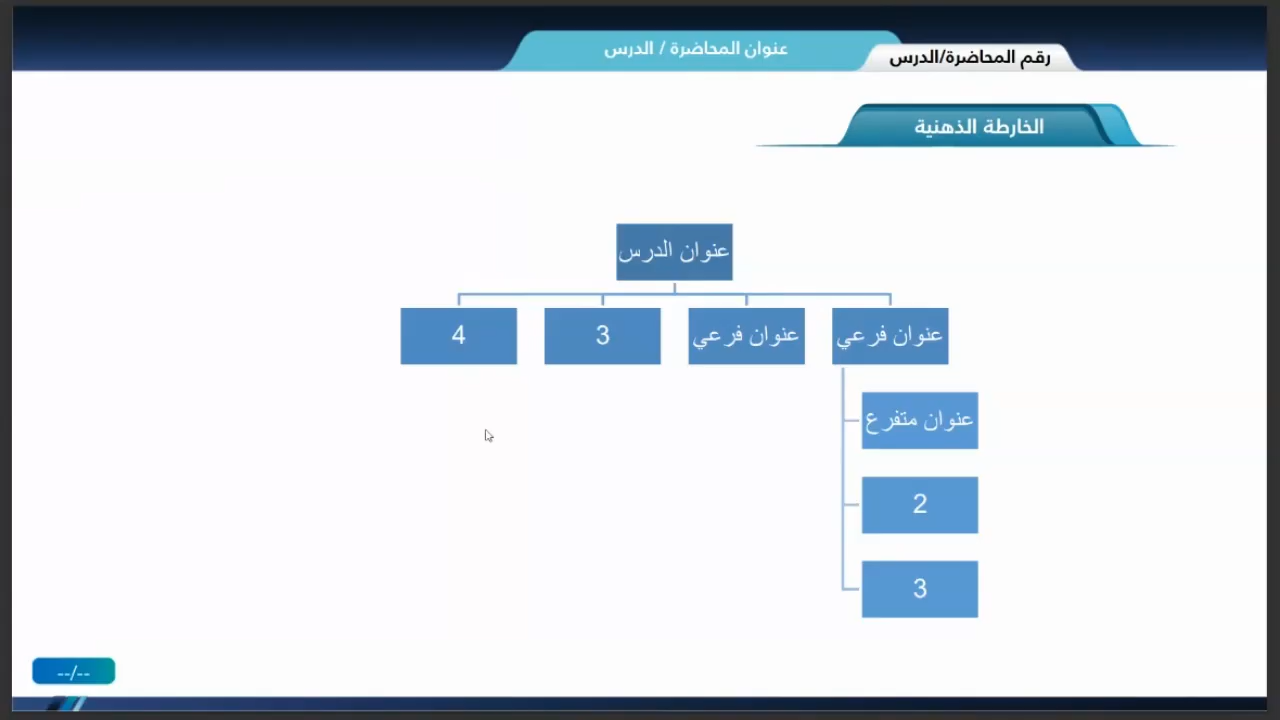 رقم المحاضرة/الدرس
عنوان المحاضرة / الدرس
الخارطة الذهنية
عنوان الدرس
عنوان فرعي
عنوان فرعي
3
4
عنوان متفرع
2
3
--/--